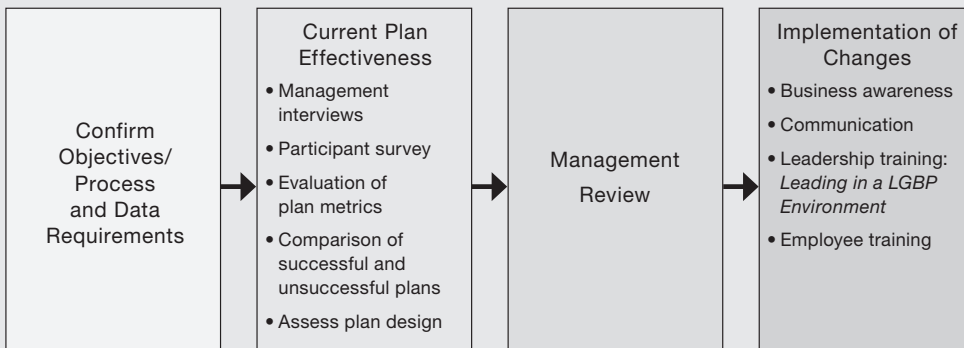 Confirm
Objectives/
Process
and Data
Requirements
Current Plan
Effectiveness
• Management
interviews
• Participant survey
• Evaluation of
plan metrics
• Comparison of
successful and
unsuccessful plans
• Assess plan design
Management
Review
Implementation of
Changes
• Business awareness
• Communication
• Leadership training:
Leading in a LGBP
Environment
• Employee training